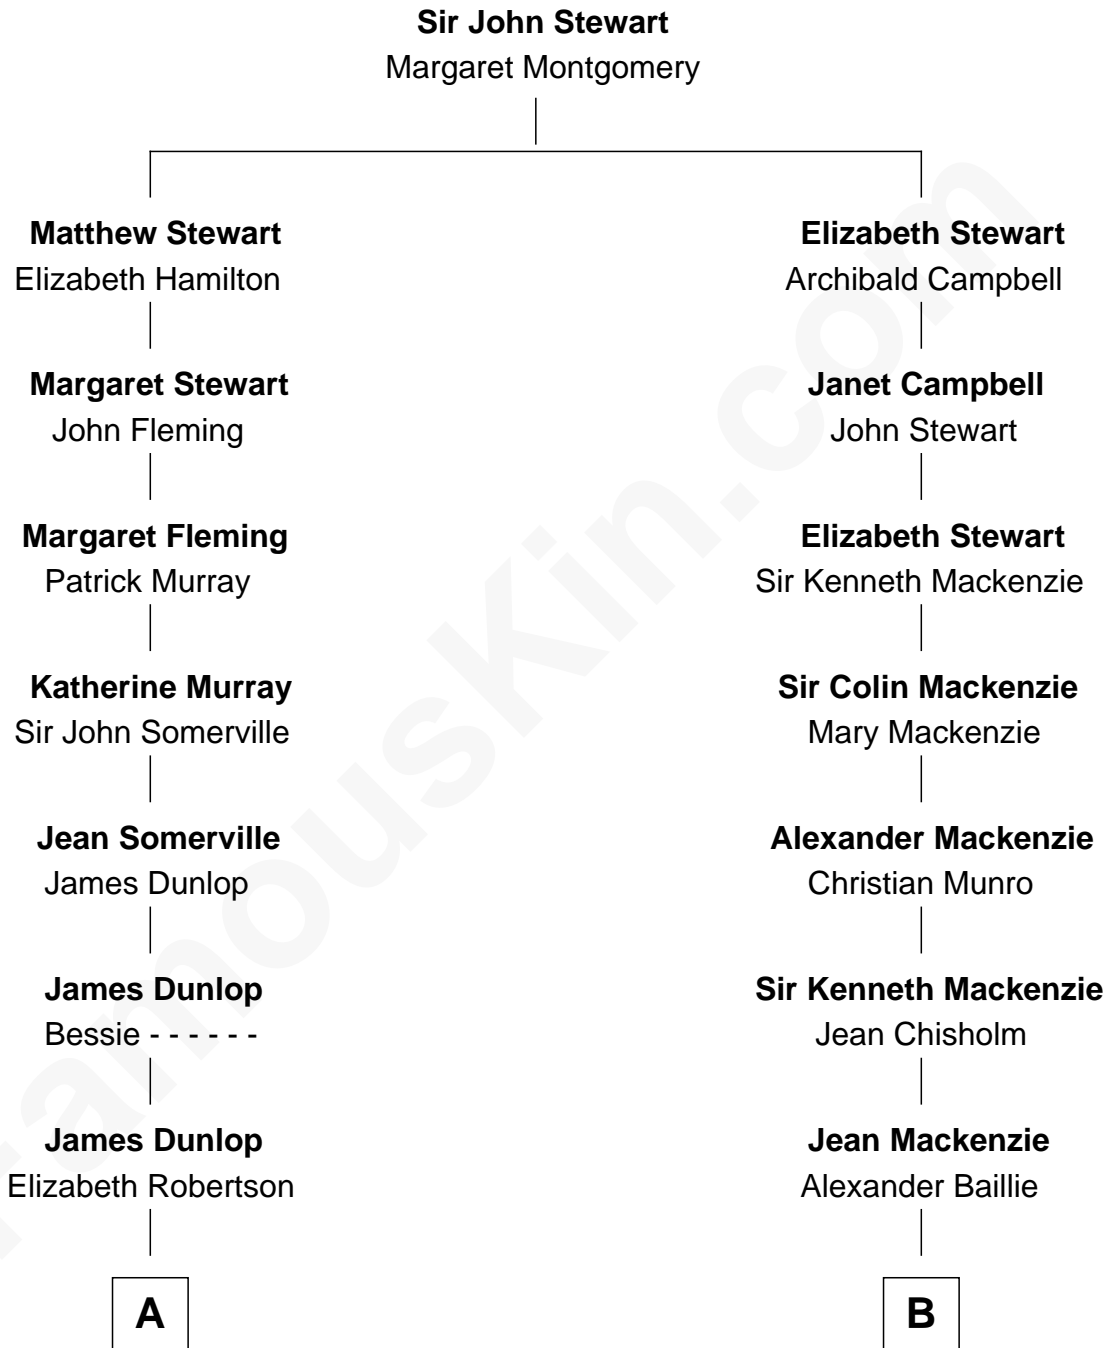 Sir John Stewart
Margaret Montgomery
Matthew Stewart
Elizabeth Hamilton
Elizabeth Stewart
Archibald Campbell
Margaret Stewart
John Fleming
Janet Campbell
John Stewart
Margaret Fleming
Patrick Murray
Elizabeth Stewart
Sir Kenneth Mackenzie
Katherine Murray
Sir John Somerville
Sir Colin Mackenzie
Mary Mackenzie
Jean Somerville
James Dunlop
Alexander Mackenzie
Christian Munro
James Dunlop
Bessie - - - - - -
Sir Kenneth Mackenzie
Jean Chisholm
James Dunlop
Elizabeth Robertson
Jean Mackenzie
Alexander Baillie
A
B
FamousKin.com